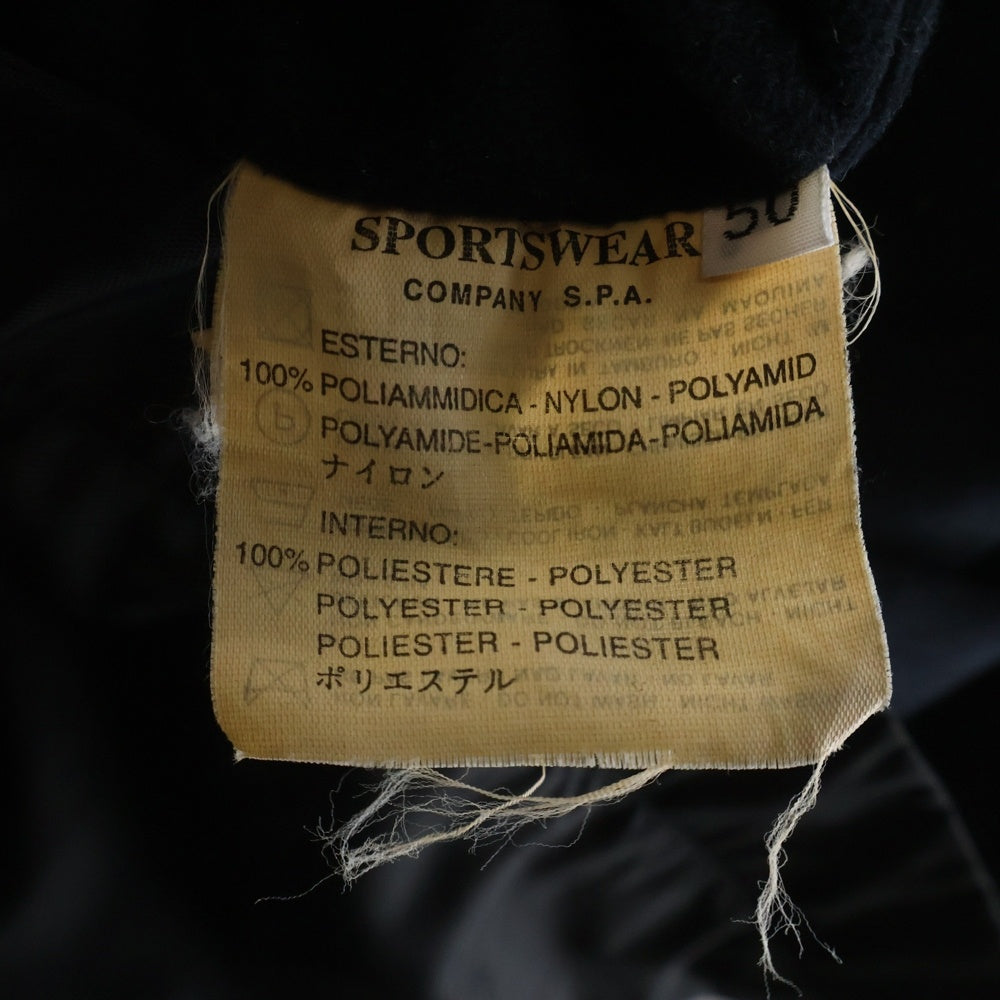 SPORTSWEAR
50
COMPANY S.P.A.
ESTERNO:
100% POLIAMMIDICA - NYLON - POLYAMID
POLYAMIDE-POLIAMIDA-POLIAMIDA
ナイロン
INTERNO:
100% POLIESTERE - POLYESTER
POLYESTER - POLYESTER
POLIESTER - POLIESTER
ポリエステル